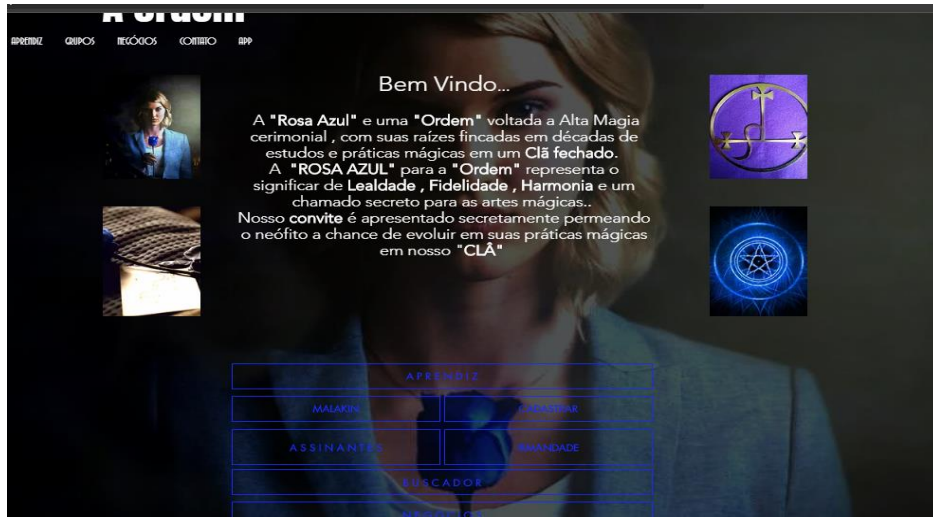 A Ordem
APRENDIZ GRUPOS NEGÓCIOS CONTATO APP
Bem Vindo...
A "Rosa Azul" e uma "Ordem" voltada a Alta Magia
cerimonial , com suas raízes fincadas em décadas de
estudos e práticas mágicas em um Clã fechado.
A "ROSA AZUL" para a "Ordem" representa o
significar de Lealdade , Fidelidade , Harmonia e um
chamado secreto para as artes mágicas..
Nosso convite é apresentado secretamente permeando
o neófito a chance de evoluir em suas práticas mágicas
em nosso "CLÂ"
APRENDIZ
MALAKIN CADASTRAR
ASSINANTES IRMANDADE
BUSCADOR